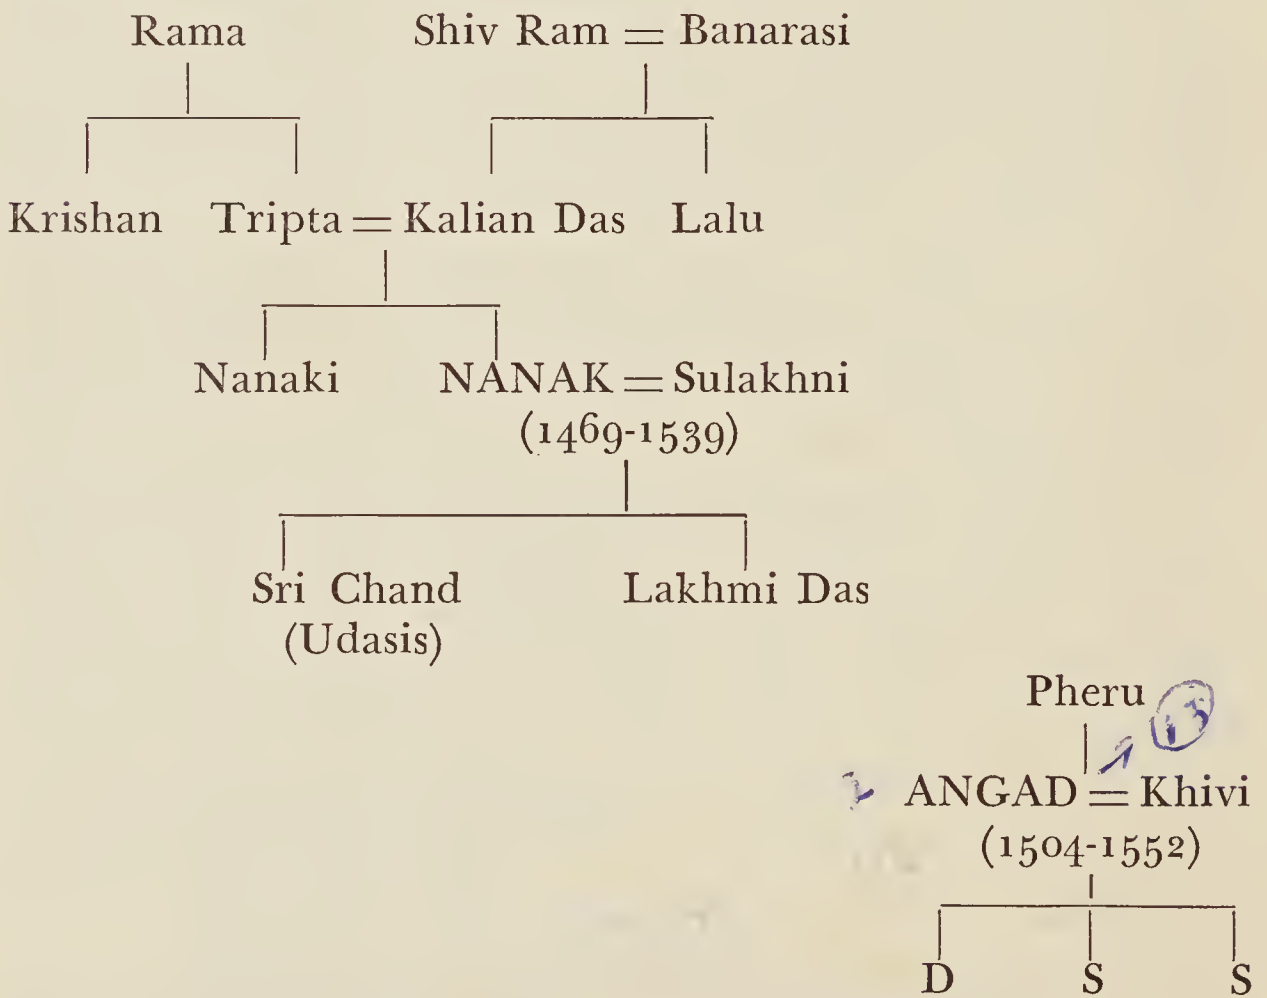 Rama Shiv Ram = Banarasi
Krishan Tripta = Kalian Das Lalu
Nanaki NANAK = Sulakhni
(1469-1539)
Sri Chand Lakhmi Das
(Udasis)
Pheru
ANGAD = Khivi
(1504-1552)
D S S